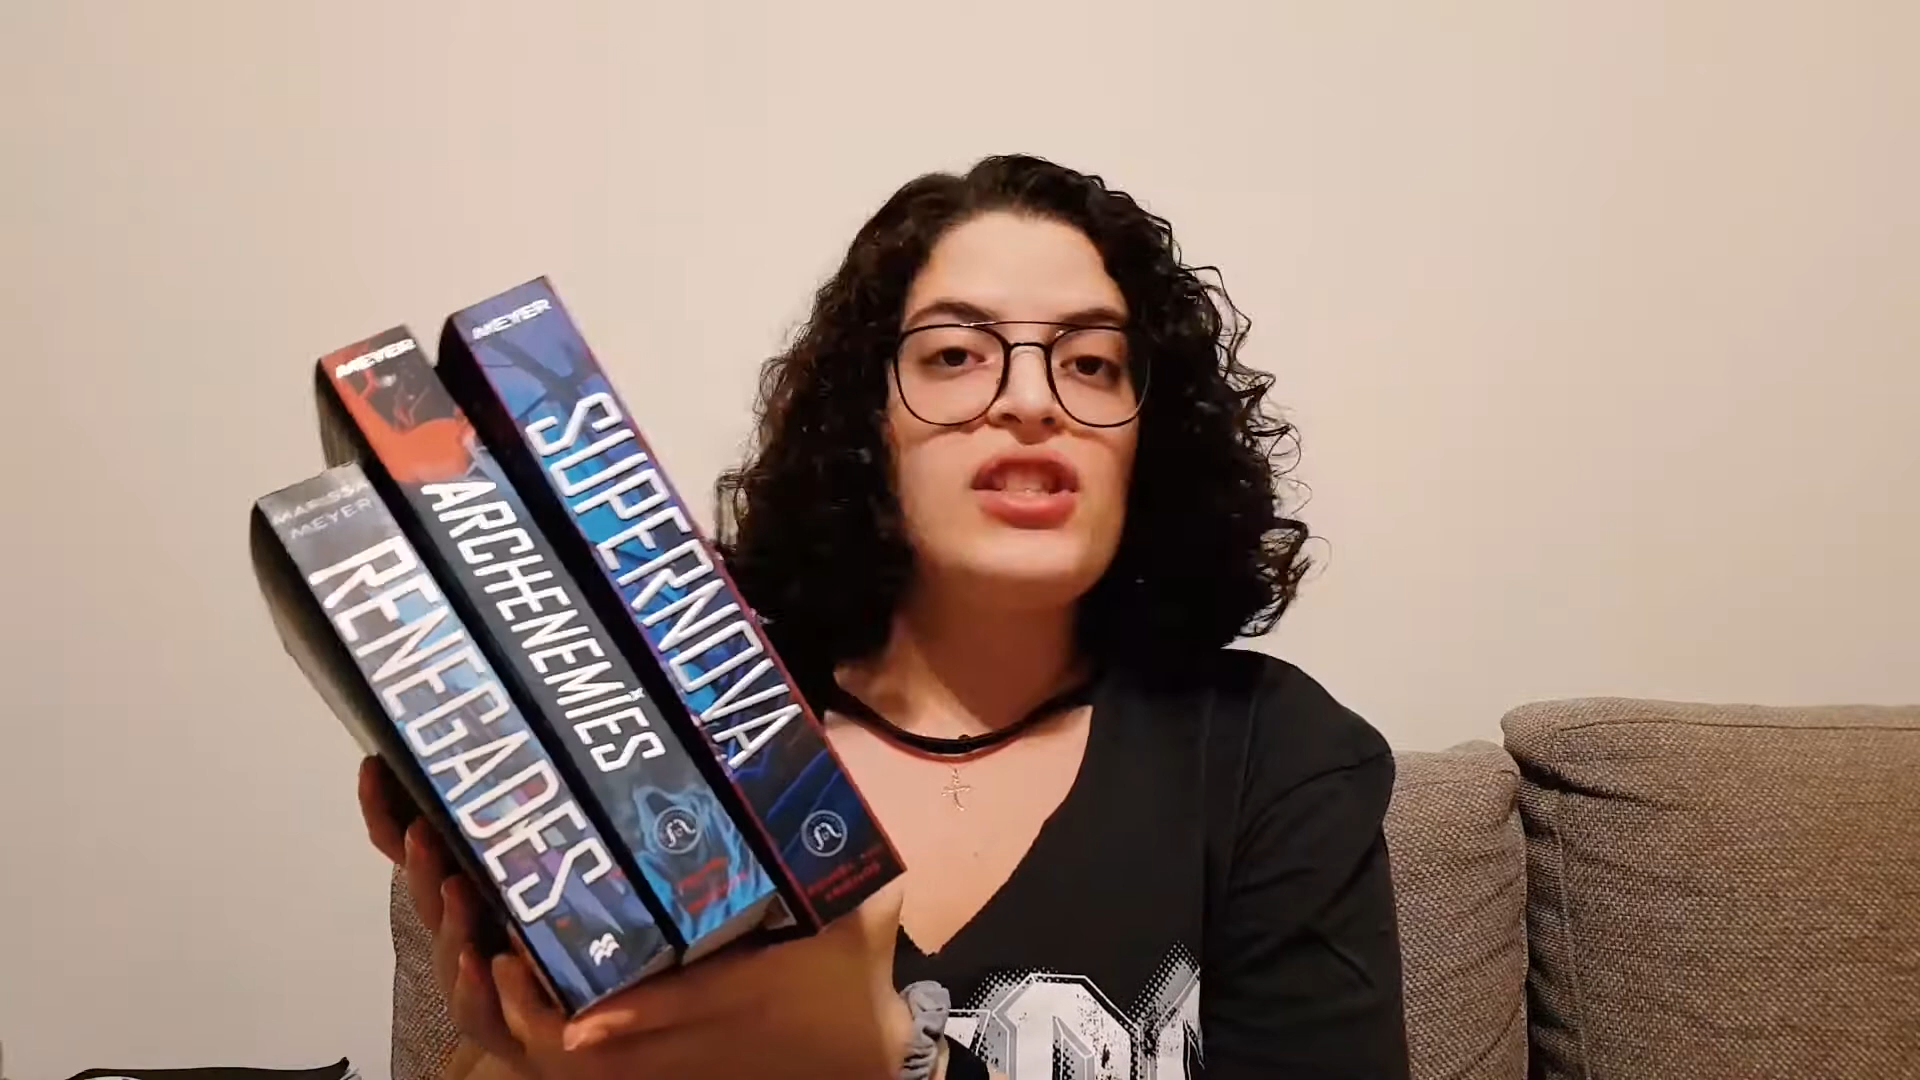 MARISSA
MEYER
RENEGADES
MEYER
ARCHENEMIES
MEYER
SUPERNOVA